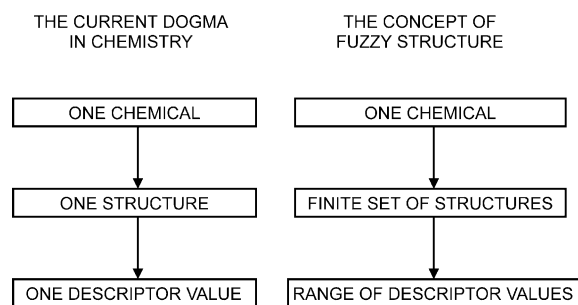 THE CURRENT DOGMA
IN CHEMISTRY
ONE CHEMICAL
ONE STRUCTURE
ONE DESCRIPTOR VALUE
THE CONCEPT OF
FUZZY STRUCTURE
ONE CHEMICAL
FINITE SET OF STRUCTURES
RANGE OF DESCRIPTOR VALUES